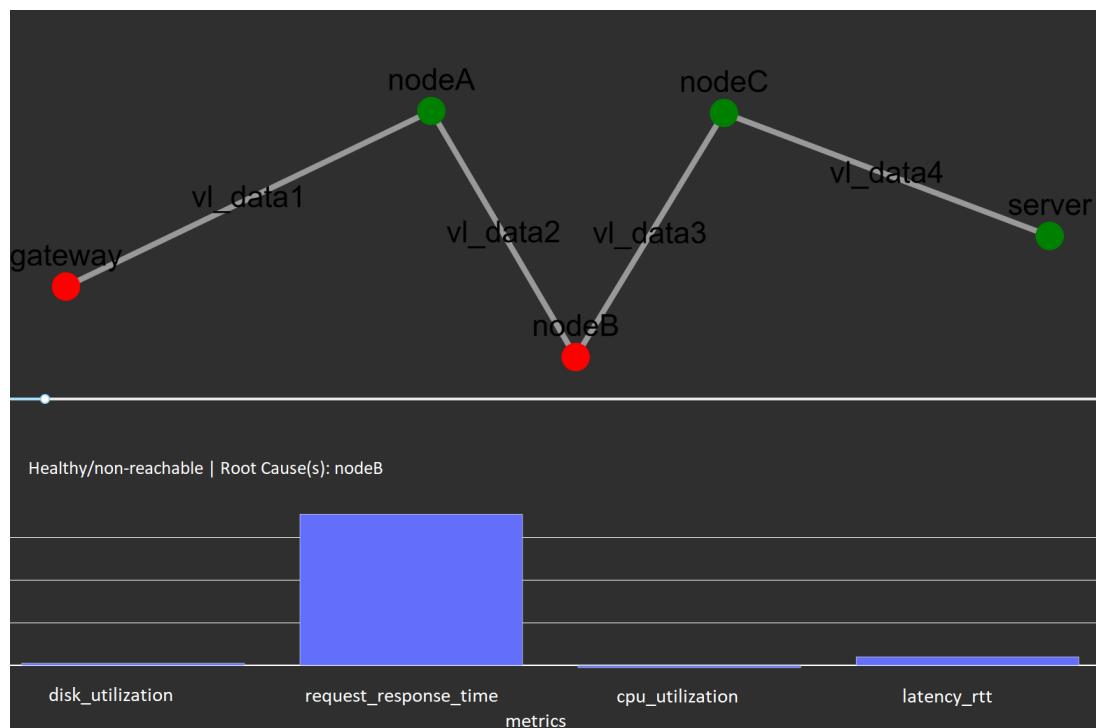 nodeA
nodeC
vl_data4
vl_data1
server
vl_data2
vl_data3
gateway
nodeB
Healthy/non-reachable | Root Cause(s): nodeB
disk_utilization
request_response_time
cpu_utilization
latency_rtt
metrics